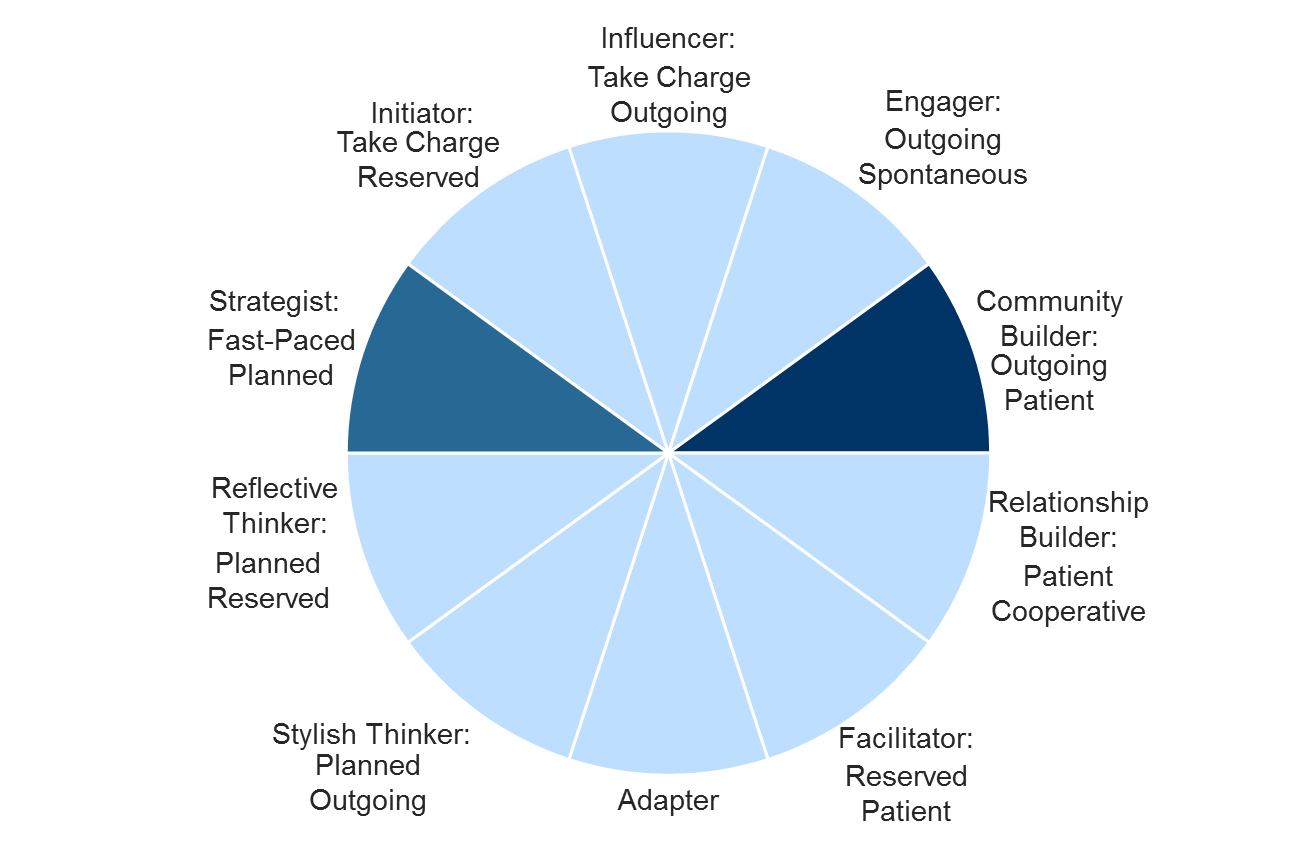 Influencer:
Take Charge
Outgoing
Engager:
Outgoing
Spontaneous
Community
Builder:
Outgoing
Patient
Relationship
Builder:
Patient
Cooperative
Facilitator:
Reserved
Patient
Adapter
Stylish Thinker:
Planned
Outgoing
Reflective
Thinker:
Planned
Reserved
Strategist:
Fast-Paced
Planned
Initiator:
Take Charge
Reserved